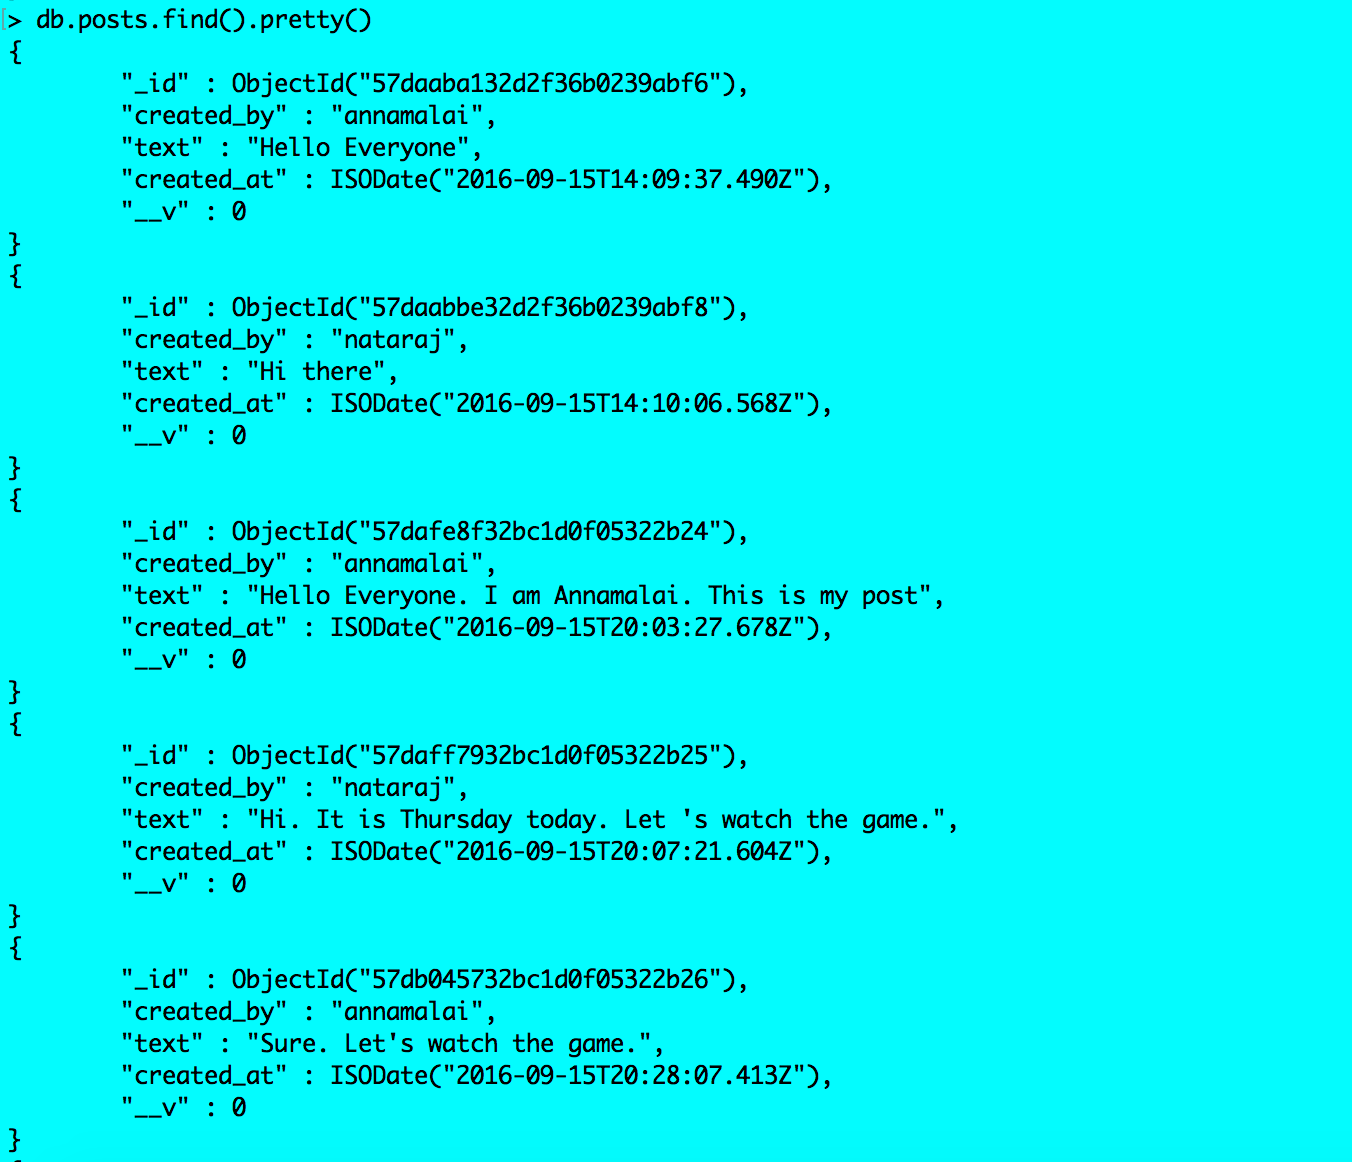 > db.posts.find().pretty()
{
"_id" : ObjectId("57daaba132d2f36b0239abf6"),
"created_by" : "annamalai",
"text" : "Hello Everyone",
"created_at" : ISODate("2016-09-15T14:09:37.490Z"),
"__v" : 0
}
{
"_id" : ObjectId("57daabbe32d2f36b0239abf8"),
"created_by" : "nataraj",
"text" : "Hi there",
"created_at" : ISODate("2016-09-15T14:10:06.568Z"),
"__v" : 0
}
{
"_id" : ObjectId("57dafe8f32bc1d0f05322b24"),
"created_by" : "annamalai",
"text" : "Hello Everyone. I am Annamalai. This is my post",
"created_at" : ISODate("2016-09-15T20:03:27.678Z"),
"__v" : 0
}
{
"_id" : ObjectId("57daff7932bc1d0f05322b25"),
"created_by" : "nataraj",
"text" : "Hi. It is Thursday today. Let 's watch the game.",
"created_at" : ISODate("2016-09-15T20:07:21.604Z"),
"__v" : 0
}
{
"_id" : ObjectId("57db045732bc1d0f05322b26"),
"created_by" : "annamalai",
"text" : "Sure. Let's watch the game.",
"created_at" : ISODate("2016-09-15T20:28:07.413Z"),
"__v" : 0
}